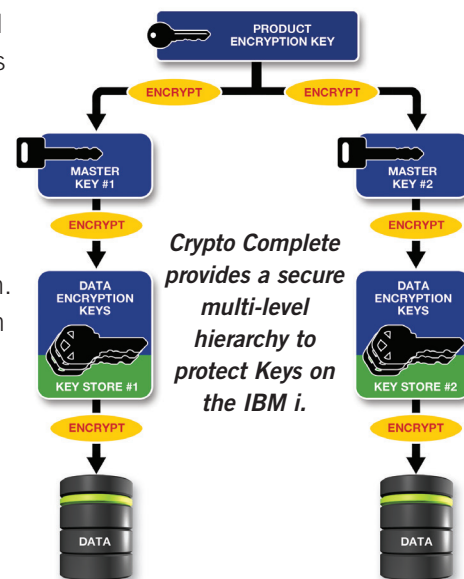 PRODUCT
ENCRYPTION KEY
ENCRYPT ENCRYPT
MASTER
KEY #1
MASTER
KEY #2
ENCRYPT
ENCRYPT
Crypto Complete
provides a secure
multi-level
hierarchy to
protect Keys on
the IBM i.
DATA
ENCRYPTION
KEYS
KEY STORE #1
DATA
ENCRYPTION
KEYS
KEY STORE #2
ENCRYPT
ENCRYPT
DATA
DATA